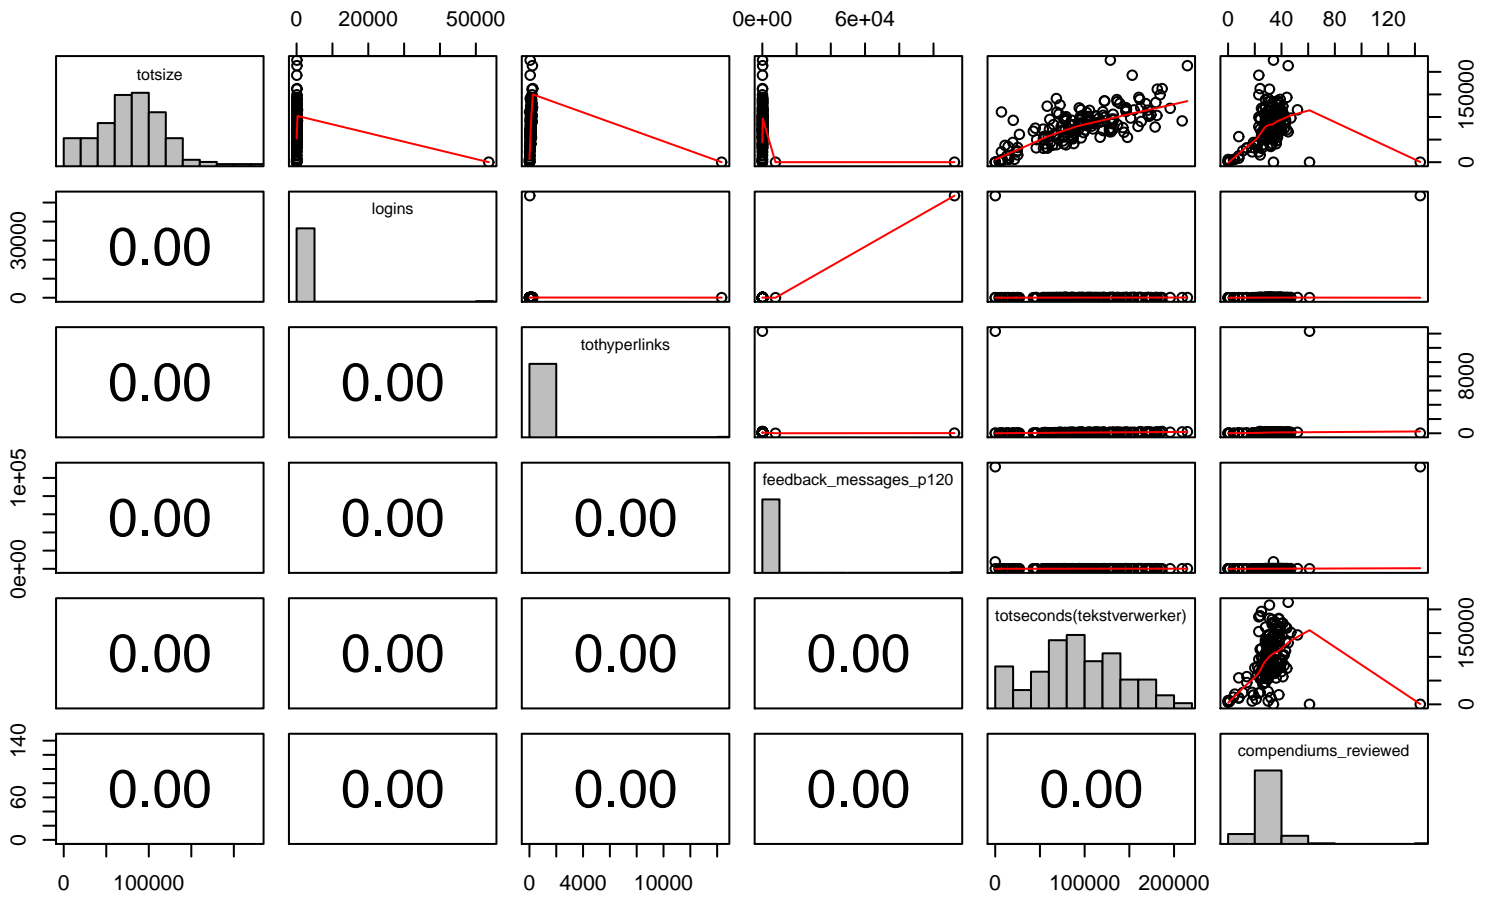 0 20000 50000 0e+00 6e+04 0 40 80 120
totsize
0 150000
logins
0.00
0 30000
tothyperlinks
0.00 0.00
0 8000
feedback_messages_p120
0.00 0.00 0.00
0e+00 1e+05
totseconds(tekstverwerker)
0.00 0.00 0.00 0.00
0 150000
compendiums_reviewed
0.00 0.00 0.00 0.00 0.00
0 60 140
0 100000 0 4000 10000 0 100000 200000